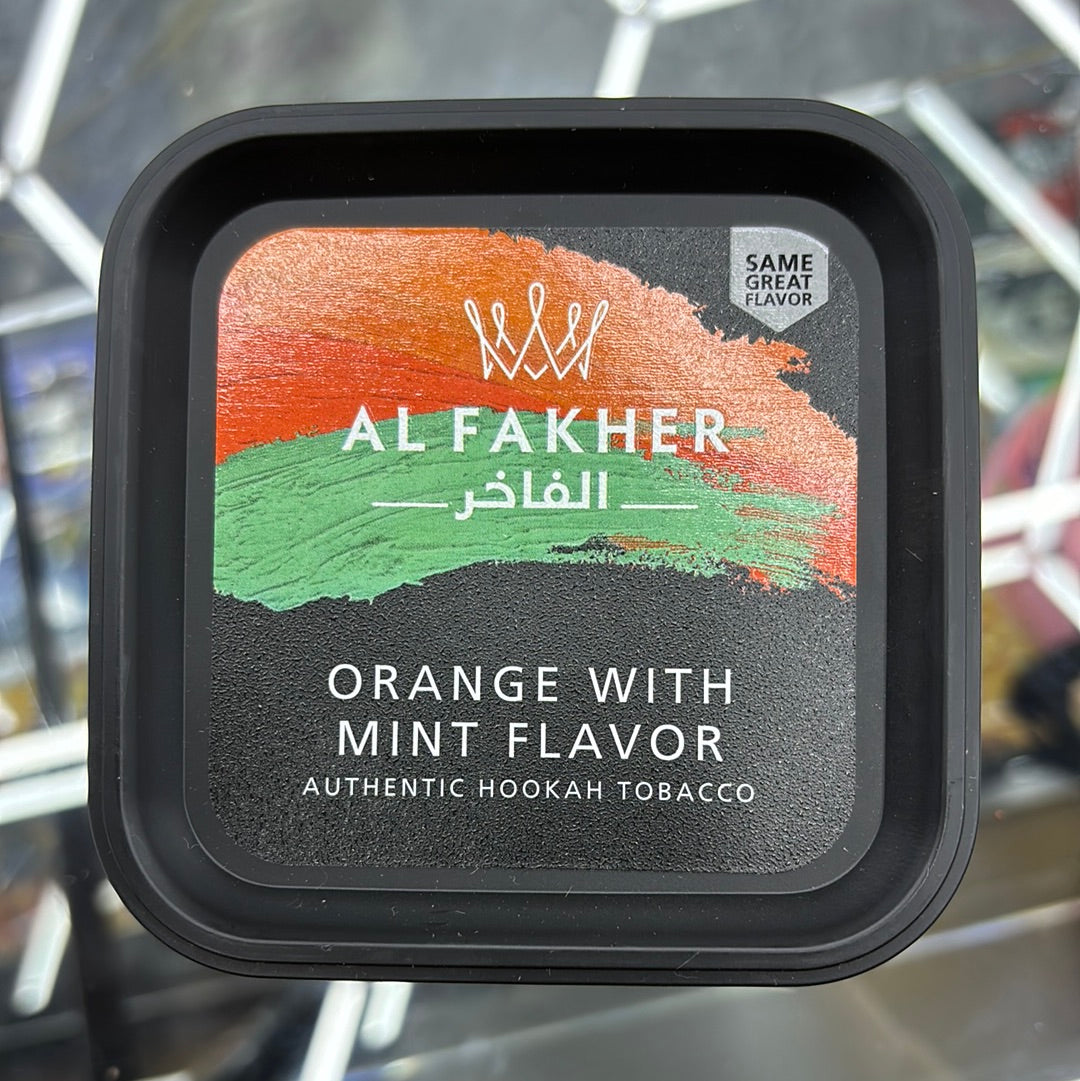 SAME
GREAT
FLAVOR
AL FAKHER
الفاخر
ORANGE WITH
MINT FLAVOR
AUTHENTIC HOOKAH TOBACCO